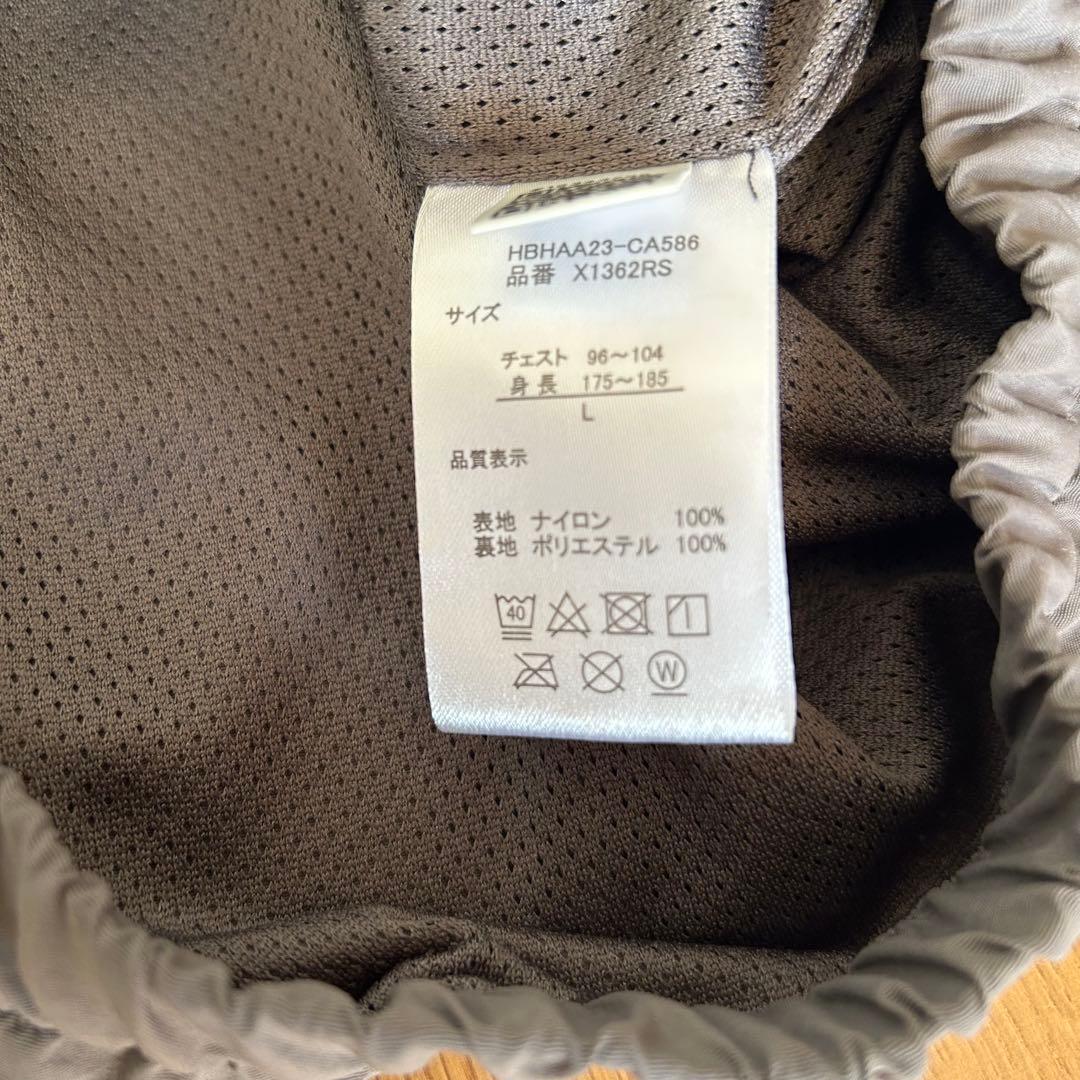 HBHAA23-CA586
品番 X1362RS
サイズ
チェスト 96～104
身長 175～185
L
品質表示
表地 ナイロン 100%
裏地 ポリエステル 100%
40
W